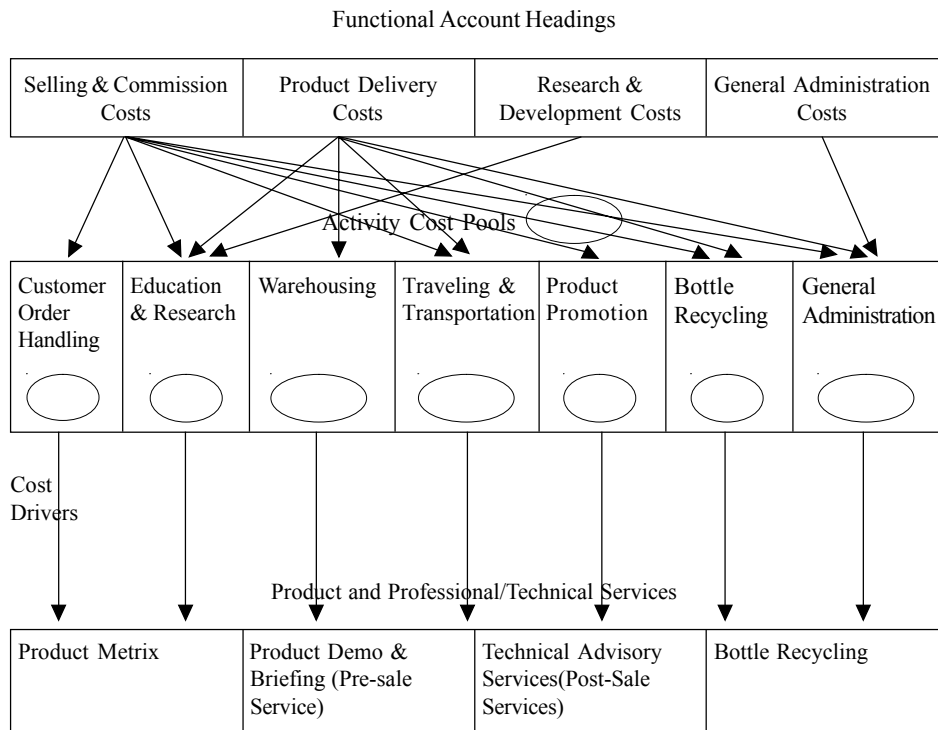 Functional Account Headings
Selling & Commission
Costs
Product Delivery
Costs
Research &
Development Costs
General Administration
Costs
Activity Cost Pools
Customer
Order
Handling
Education
& Research
Warehousing
Traveling &
Transportation
Product
Promotion
Bottle
Recycling
General
Administration
Cost
Drivers
Product and Professional/Technical Services
Product Metrix
Product Demo &
Briefing (Pre-sale
Service)
Technical Advisory
Services(Post-Sale
Services)
Bottle Recycling